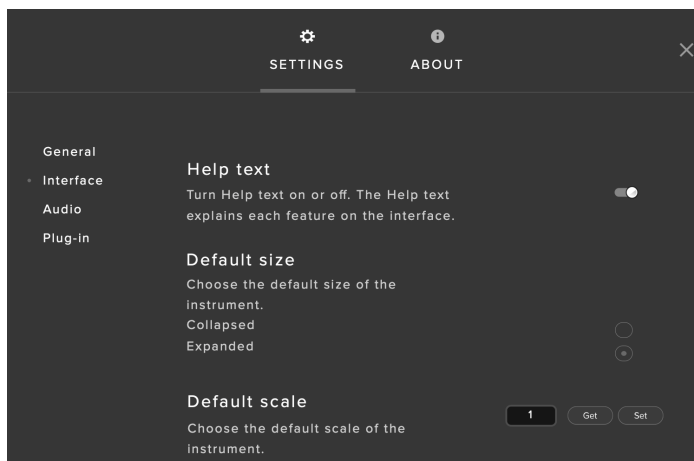 SETTINGS
ABOUT
General
Interface
Audio
Plug-in
Help text
Turn Help text on or off. The Help text
explains each feature on the interface.
Default size
Choose the default size of the
instrument.
Collapsed
Expanded
Default scale
Choose the default scale of the
instrument.
1
Get
Set